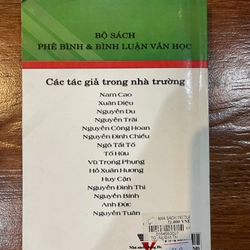 BỘ SÁCH
PHÊ BÌNH & BÌNH LUẬN VĂN HỌC
Các tác giả trong nhà trường
Nam Cao
Xuân Diệu
Nguyễn Du
Nguyễn Trãi
Nguyễn Công Hoan
Nguyễn Đình Chiểu
Ngô Tất Tố
Tố Hữu
Vũ Trọng Phụng
Hồ Xuân Hương
Huy Cận
Nguyễn Đình Thi
Nguyễn Bính
Anh Đức
Nguyễn Tuân